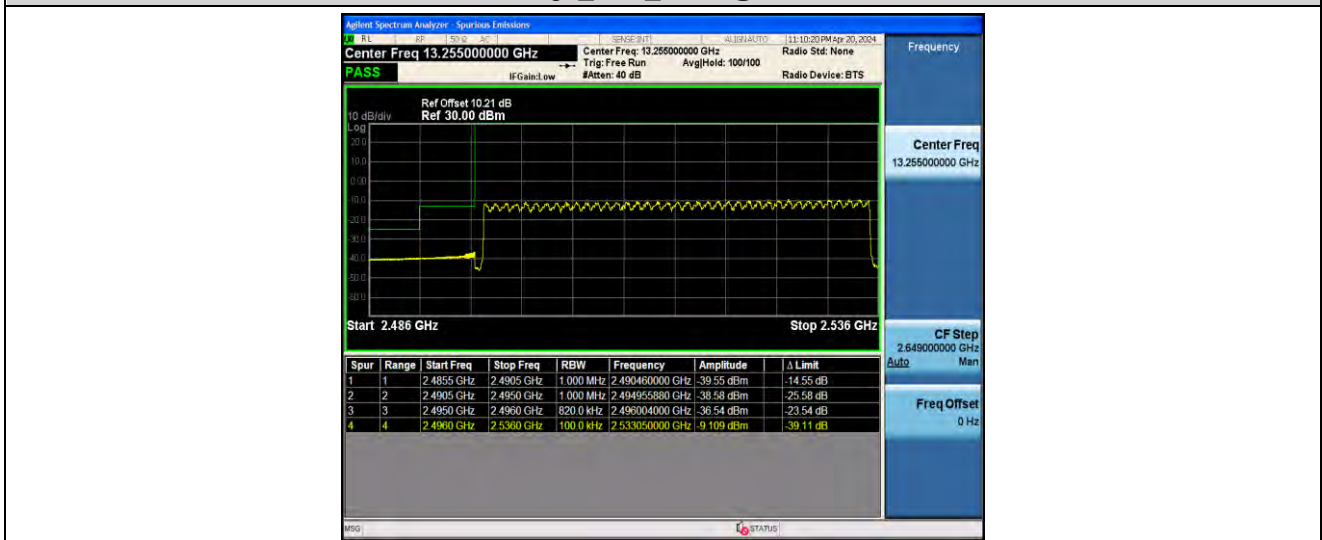 Agilent Spectrum Analyzer - Spurious Emissions
RL RF 50 Ω AC SENSE:INT ALIGN AUTO 11:10:20 PM Apr 20, 2024
Center Freq 13.255000000 GHz Center Freq: 13.255000000 GHz Radio Std: None Frequency
Trig: Free Run Avg|Hold: 100/100
PASS IFGain:Low #Atten: 40 dB Radio Device: BTS
Ref Offset 10.21 dB
10 dB/div Ref 30.00 dBm
Log
20.0
10.0
0.00
-10.0
-20.0
-30.0
-40.0
-50.0
-60.0
Start 2.486 GHz Stop 2.536 GHz
Spur Range Start Freq Stop Freq RBW Frequency Amplitude Δ Limit
1 1 2.4855 GHz 2.4905 GHz 1.000 MHz 2.490460000 GHz -39.55 dBm -14.55 dB
2 2 2.4905 GHz 2.4950 GHz 1.000 MHz 2.494955880 GHz -38.58 dBm -25.58 dB
3 3 2.4950 GHz 2.4960 GHz 820.0 kHz 2.496004000 GHz -36.54 dBm -23.54 dB
4 4 2.4960 GHz 2.5360 GHz 100.0 kHz 2.533050000 GHz -9.109 dBm -39.11 dB
Center Freq
13.255000000 GHz
CF Step
2.649000000 GHz
Auto Man
Freq Offset
0 Hz
MSG STATUS